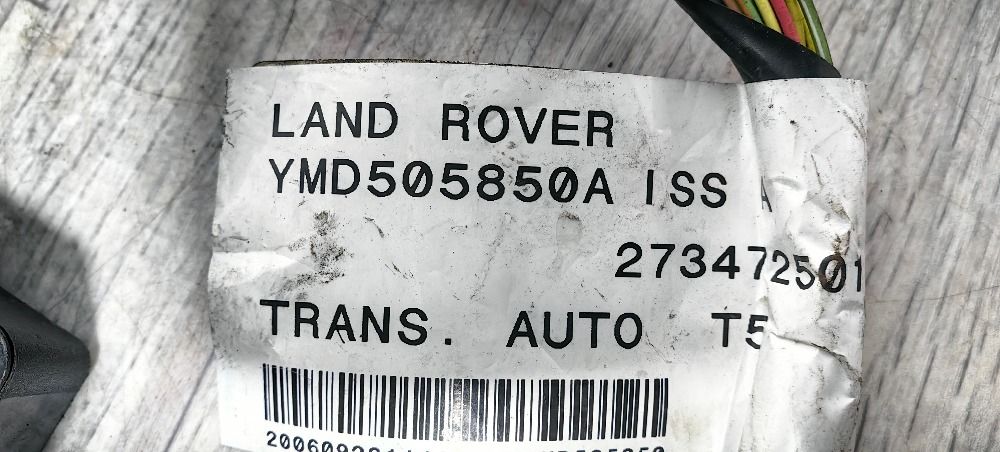 LAND ROVER
YMD505850A ISS A
273472501
TRANS. AUTO T5